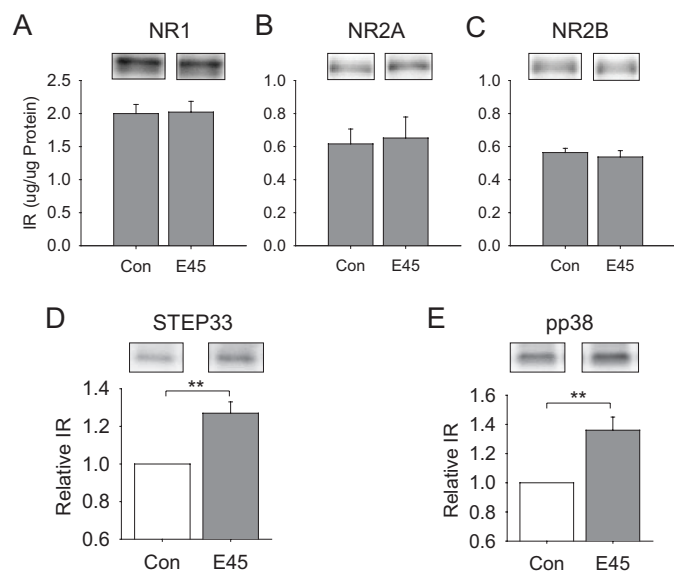 A NR1
B NR2A
C NR2B
IR (ug/ug Protein)
2.5
2.0
1.5
1.0
0.5
0.0
Con E45
1.0
0.8
0.6
0.4
0.2
0.0
Con E45
1.0
0.8
0.6
0.4
0.2
0.0
Con E45
D STEP33
Relative IR
1.4
1.2
1.0
0.8
0.6
**
Con E45
E pp38
Relative IR
1.6
1.4
1.2
1.0
0.8
0.6
**
Con E45